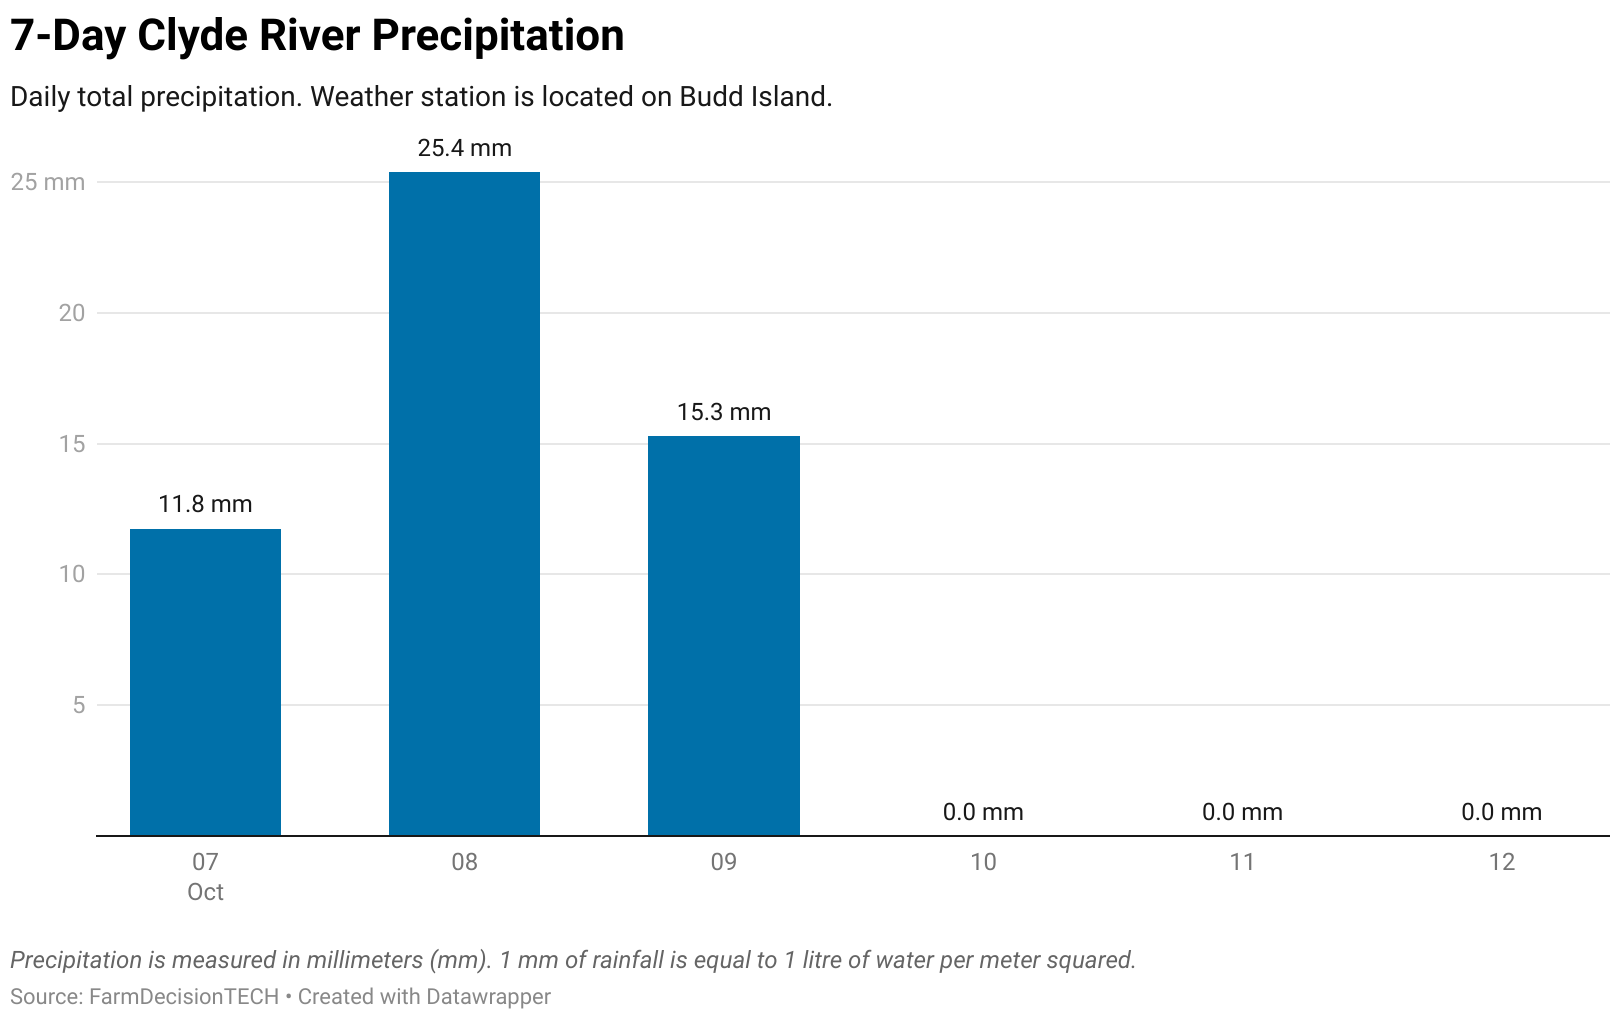 7-Day Clyde River Precipitation
Daily total precipitation. Weather station is located on Budd Island.
25.4 mm
25 mm
20
15.3 mm
15
11.8 mm
10
5
0.0 mm 0.0 mm 0.0 mm
07 08 09 10 11 12
Oct
Precipitation is measured in millimeters (mm). 1 mm of rainfall is equal to 1 litre of water per meter squared.
Source: FarmDecisionTECH • Created with Datawrapper